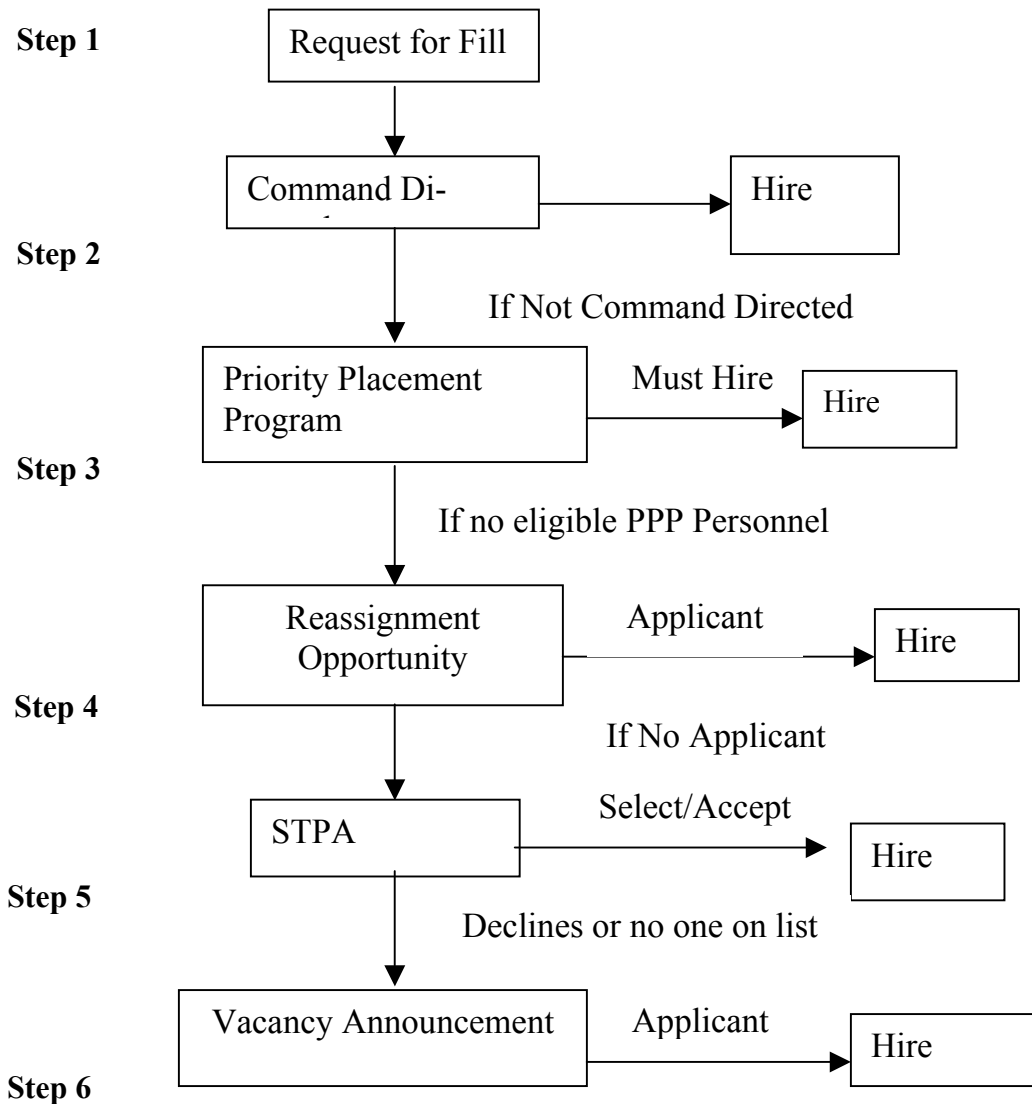 Step 1
Request for Fill
Command Di-
Hire
Step 2
If Not Command Directed
Priority Placement
Program
Must Hire
Hire
Step 3
If no eligible PPP Personnel
Reassignment
Opportunity
Applicant
Hire
Step 4
If No Applicant
STPA
Select/Accept
Hire
Step 5
Declines or no one on list
Vacancy Announcement
Applicant
Hire
Step 6